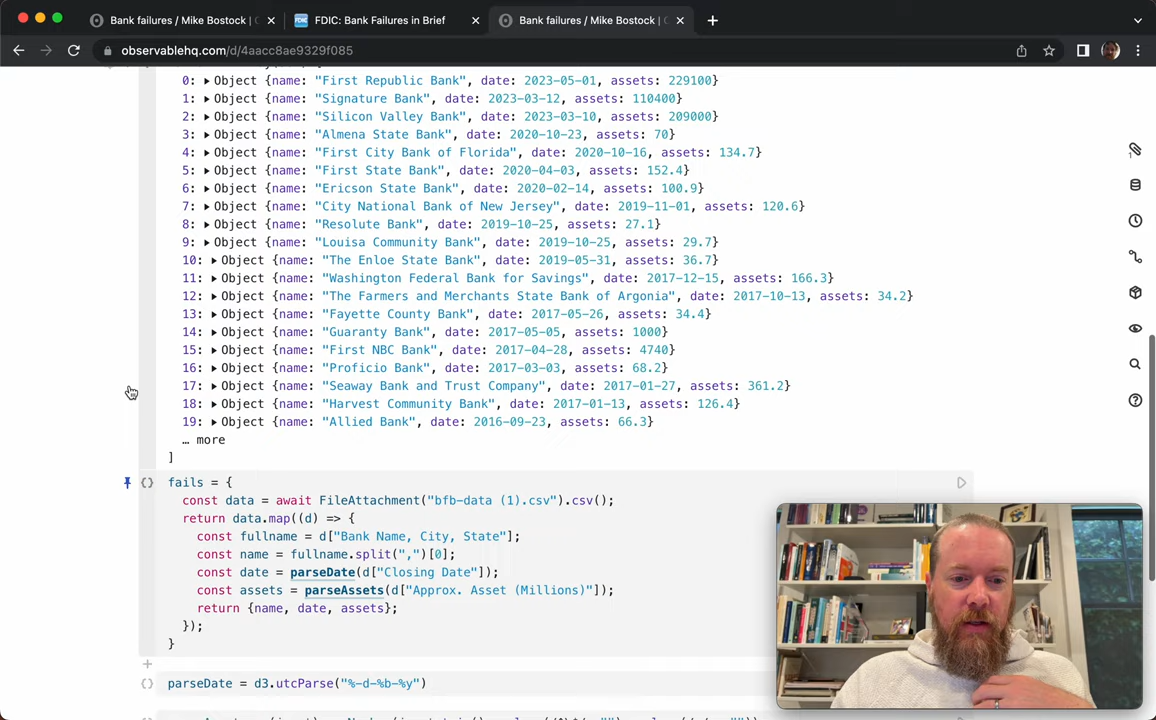 Bank failures / Mike Bostock | O
FDIC: Bank Failures in Brief
Bank failures / Mike Bostock | O
observablehq.com/d/4aacc8ae9329f085
0: Object {name: "First Republic Bank", date: 2023-05-01, assets: 229100}
1: Object {name: "Signature Bank", date: 2023-03-12, assets: 110400}
2: Object {name: "Silicon Valley Bank", date: 2023-03-10, assets: 209000}
3: Object {name: "Almena State Bank", date: 2020-10-23, assets: 70}
4: Object {name: "First City Bank of Florida", date: 2020-10-16, assets: 134.7}
5: Object {name: "First State Bank", date: 2020-04-03, assets: 152.4}
6: Object {name: "Ericson State Bank", date: 2020-02-14, assets: 100.9}
7: Object {name: "City National Bank of New Jersey", date: 2019-11-01, assets: 120.6}
8: Object {name: "Resolute Bank", date: 2019-10-25, assets: 27.1}
9: Object {name: "Louisa Community Bank", date: 2019-10-25, assets: 29.7}
10: Object {name: "The Enloe State Bank", date: 2019-05-31, assets: 36.7}
11: Object {name: "Washington Federal Bank for Savings", date: 2017-12-15, assets: 166.3}
12: Object {name: "The Farmers and Merchants State Bank of Argonia", date: 2017-10-13, assets: 34.2}
13: Object {name: "Fayette County Bank", date: 2017-05-26, assets: 34.4}
14: Object {name: "Guaranty Bank", date: 2017-05-05, assets: 1000}
15: Object {name: "First NBC Bank", date: 2017-04-28, assets: 4740}
16: Object {name: "Proficio Bank", date: 2017-03-03, assets: 68.2}
17: Object {name: "Seaway Bank and Trust Company", date: 2017-01-27, assets: 361.2}
18: Object {name: "Harvest Community Bank", date: 2017-01-13, assets: 126.4}
19: Object {name: "Allied Bank", date: 2016-09-23, assets: 66.3}
… more
]
fails = {
const data = await FileAttachment("bfb-data (1).csv").csv();
return data.map((d) => {
const fullname = d["Bank Name, City, State"];
const name = fullname.split(",")[0];
const date = parseDate(d["Closing Date"]);
const assets = parseAssets(d["Approx. Asset (Millions)"]);
return {name, date, assets};
});
}
parseDate = d3.utcParse("%-d-%b-%y")